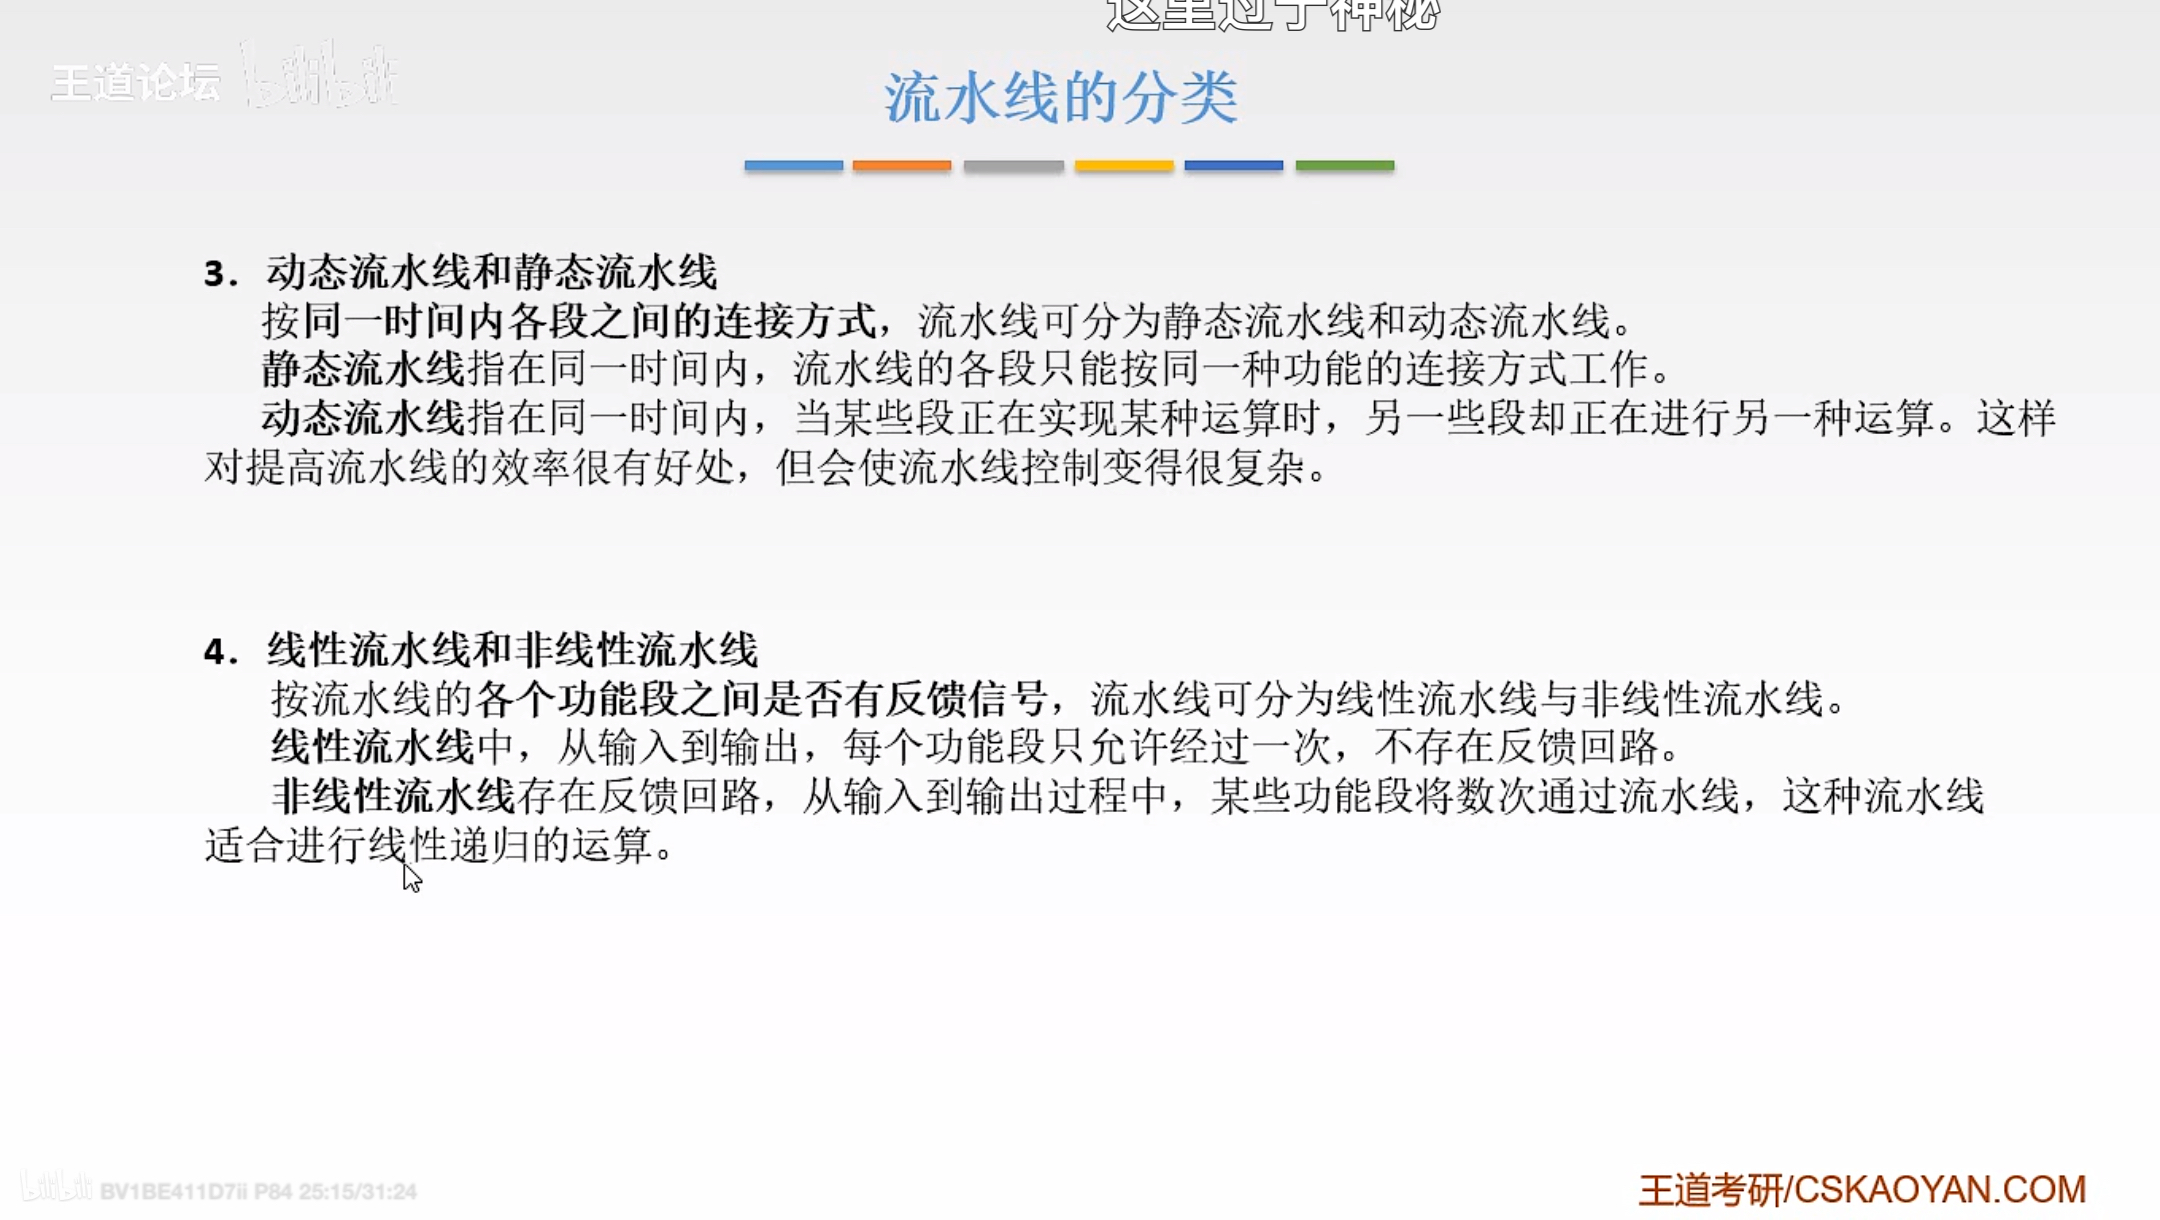 这里过于神秘
王道论坛 bilibili
流水线的分类
3. 动态流水线和静态流水线
按同一时间内各段之间的连接方式，流水线可分为静态流水线和动态流水线。
静态流水线指在同一时间内，流水线的各段只能按同一种功能的连接方式工作。
动态流水线指在同一时间内，当某些段正在实现某种运算时，另一些段却正在进行另一种运算。这样
对提高流水线的效率很有好处，但会使流水线控制变得很复杂。
4. 线性流水线和非线性流水线
按流水线的各个功能段之间是否有反馈信号，流水线可分为线性流水线与非线性流水线。
线性流水线中，从输入到输出，每个功能段只允许经过一次，不存在反馈回路。
非线性流水线存在反馈回路，从输入到输出过程中，某些功能段将数次通过流水线，这种流水线
适合进行线性递归的运算。
bilibili BV1BE411D7ii P84 25:15/31:24
王道考研/CSKAOYAN.COM